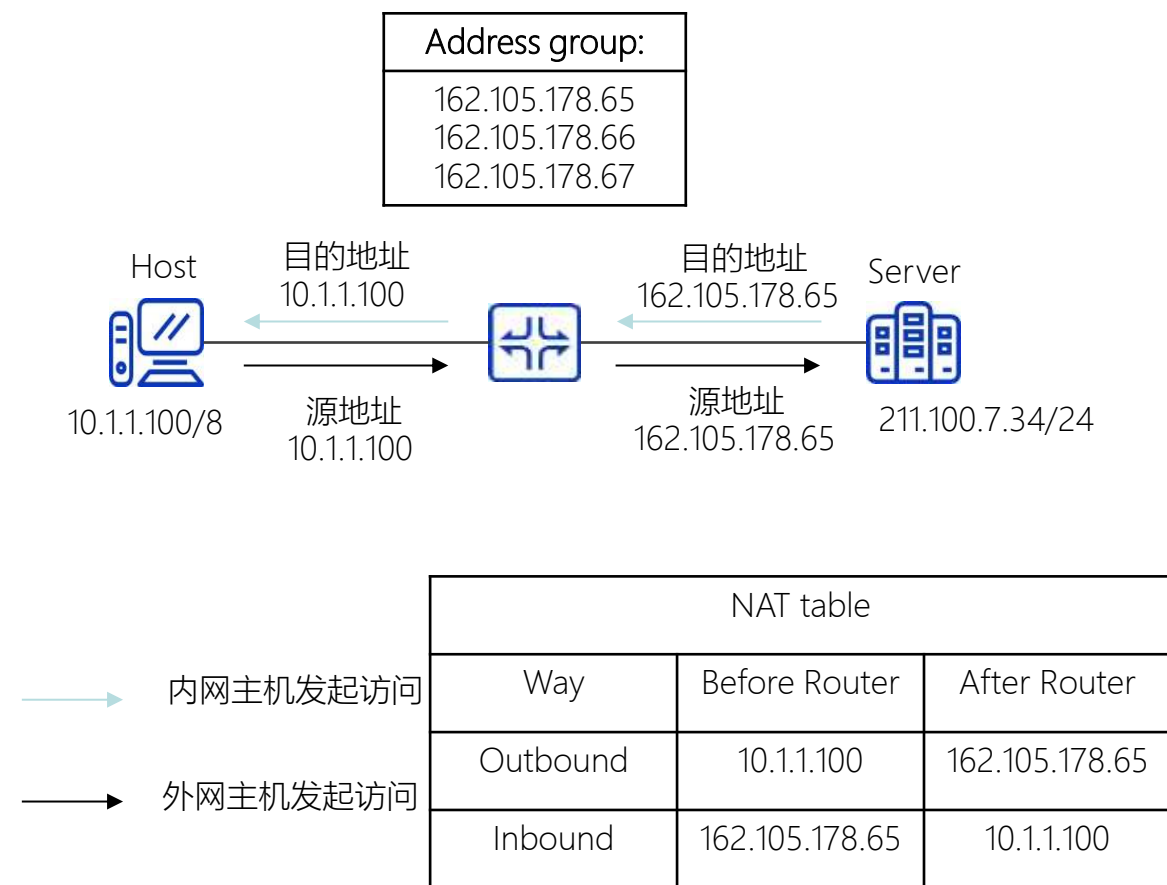 Address group:
162.105.178.65
162.105.178.66
162.105.178.67
Host
目的地址
10.1.1.100
目的地址
162.105.178.65
Server
10.1.1.100/8
源地址
10.1.1.100
源地址
162.105.178.65
211.100.7.34/24
内网主机发起访问
外网主机发起访问
NAT table
Way Before Router After Router
Outbound 10.1.1.100 162.105.178.65
Inbound 162.105.178.65 10.1.1.100